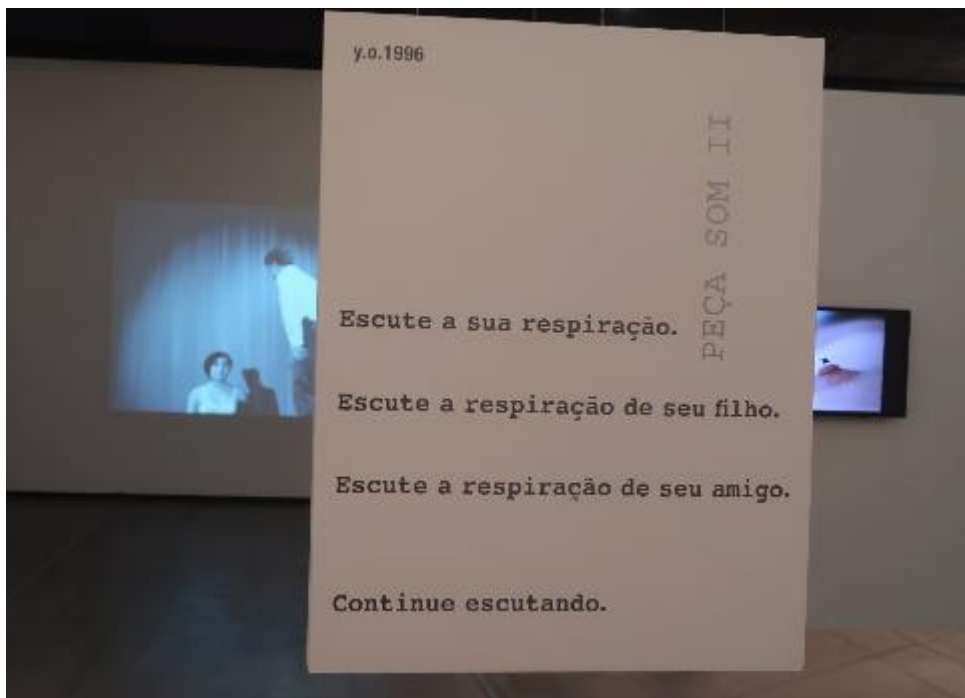 y.o.1996
PEÇA SOM II
Escute a sua respiração.
Escute a respiração de seu filho.
Escute a respiração de seu amigo.
Continue escutando.